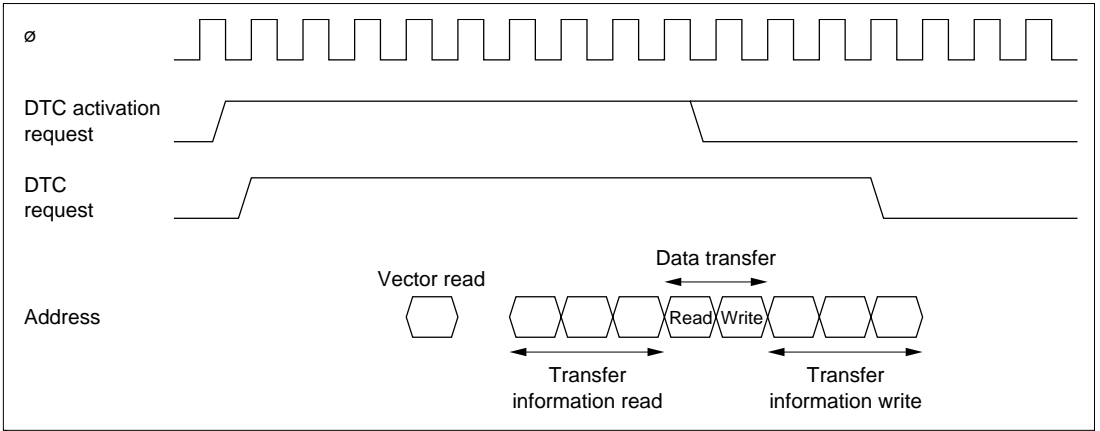 ø
DTC activation
request
DTC
request
Data transfer
Vector read
Address
Read
Write
Transfer
information read
Transfer
information write